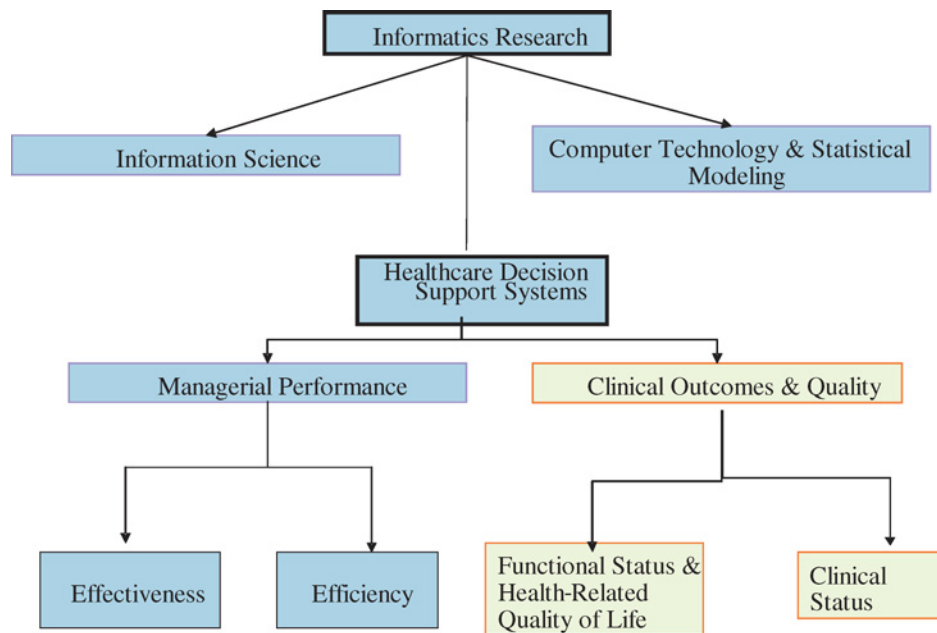 Informatics Research
Information Science
Computer Technology & Statistical
Modeling
Healthcare Decision
Support Systems
Managerial Performance
Clinical Outcomes & Quality
Effectiveness
Efficiency
Functional Status &
Health-Related
Quality of Life
Clinical
Status